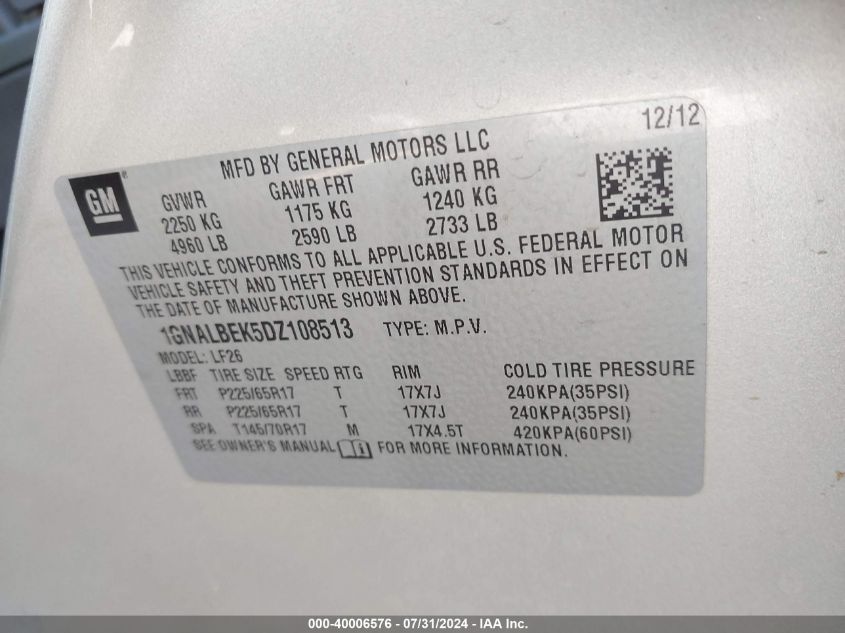 12/12
MFD BY GENERAL MOTORS LLC
GM®
GVWR GAWR FRT GAWR RR
2250 KG 1175 KG 1240 KG
4960 LB 2590 LB 2733 LB
THIS VEHICLE CONFORMS TO ALL APPLICABLE U.S. FEDERAL MOTOR
VEHICLE SAFETY AND THEFT PREVENTION STANDARDS IN EFFECT ON
THE DATE OF MANUFACTURE SHOWN ABOVE.
1GNALBEK5DZ108513 TYPE: M.P.V.
MODEL: LF26
LBBF TIRE SIZE SPEED RTG RIM COLD TIRE PRESSURE
FRT P225/65R17 T 17X7J 240KPA(35PSI)
RR P225/65R17 T 17X7J 240KPA(35PSI)
SPA T145/70R17 M 17X4.5T 420KPA(60PSI)
SEE OWNER'S MANUAL FOR MORE INFORMATION.
000-40006576 - 07/31/2024 - IAA Inc.